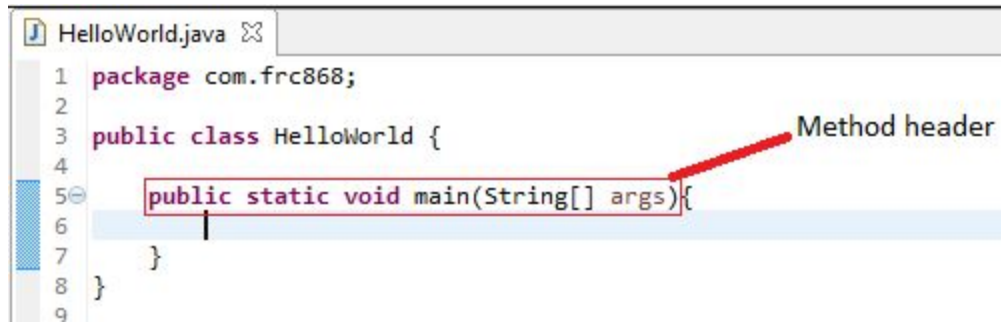 HelloWorld.java
1 package com.frc868;
2
3 public class HelloWorld {
Method header
4
5 public static void main(String[] args){
6
7 }
8 }
9